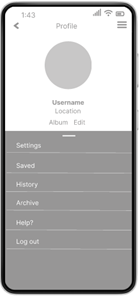 1:43
Profile
Username
Location
Album Edit
Settings
Saved
History
Archive
Help?
Log out